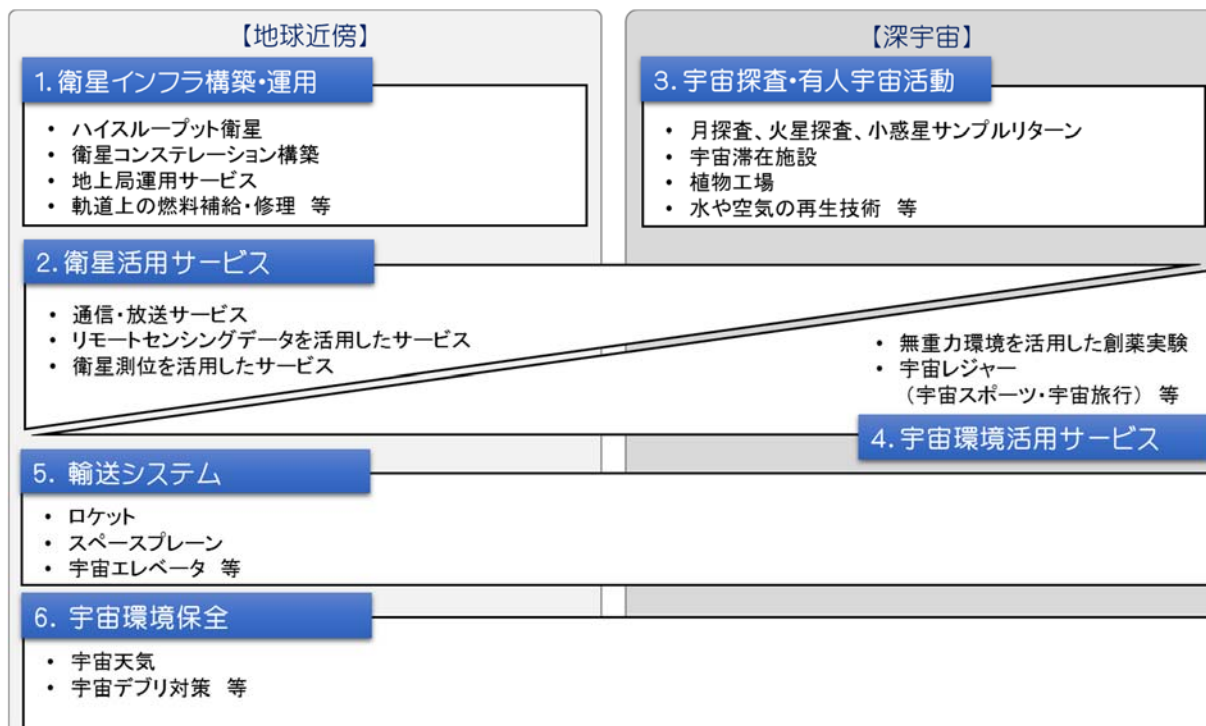 【地球近傍】
1.衛星インフラ構築・運用
• ハイスループット衛星
• 衛星コンステレーション構築
• 地上局運用サービス
• 軌道上の燃料補給・修理 等
2.衛星活用サービス
• 通信・放送サービス
• リモートセンシングデータを活用したサービス
• 衛星測位を活用したサービス
【深宇宙】
3.宇宙探査・有人宇宙活動
• 月探査、火星探査、小惑星サンプルリターン
• 宇宙滞在施設
• 植物工場
• 水や空気の再生技術 等
• 無重力環境を活用した創薬実験
• 宇宙レジャー
（宇宙スポーツ・宇宙旅行） 等
4.宇宙環境活用サービス
5. 輸送システム
• ロケット
• スペースプレーン
• 宇宙エレベータ 等
6. 宇宙環境保全
• 宇宙天気
• 宇宙デブリ対策 等